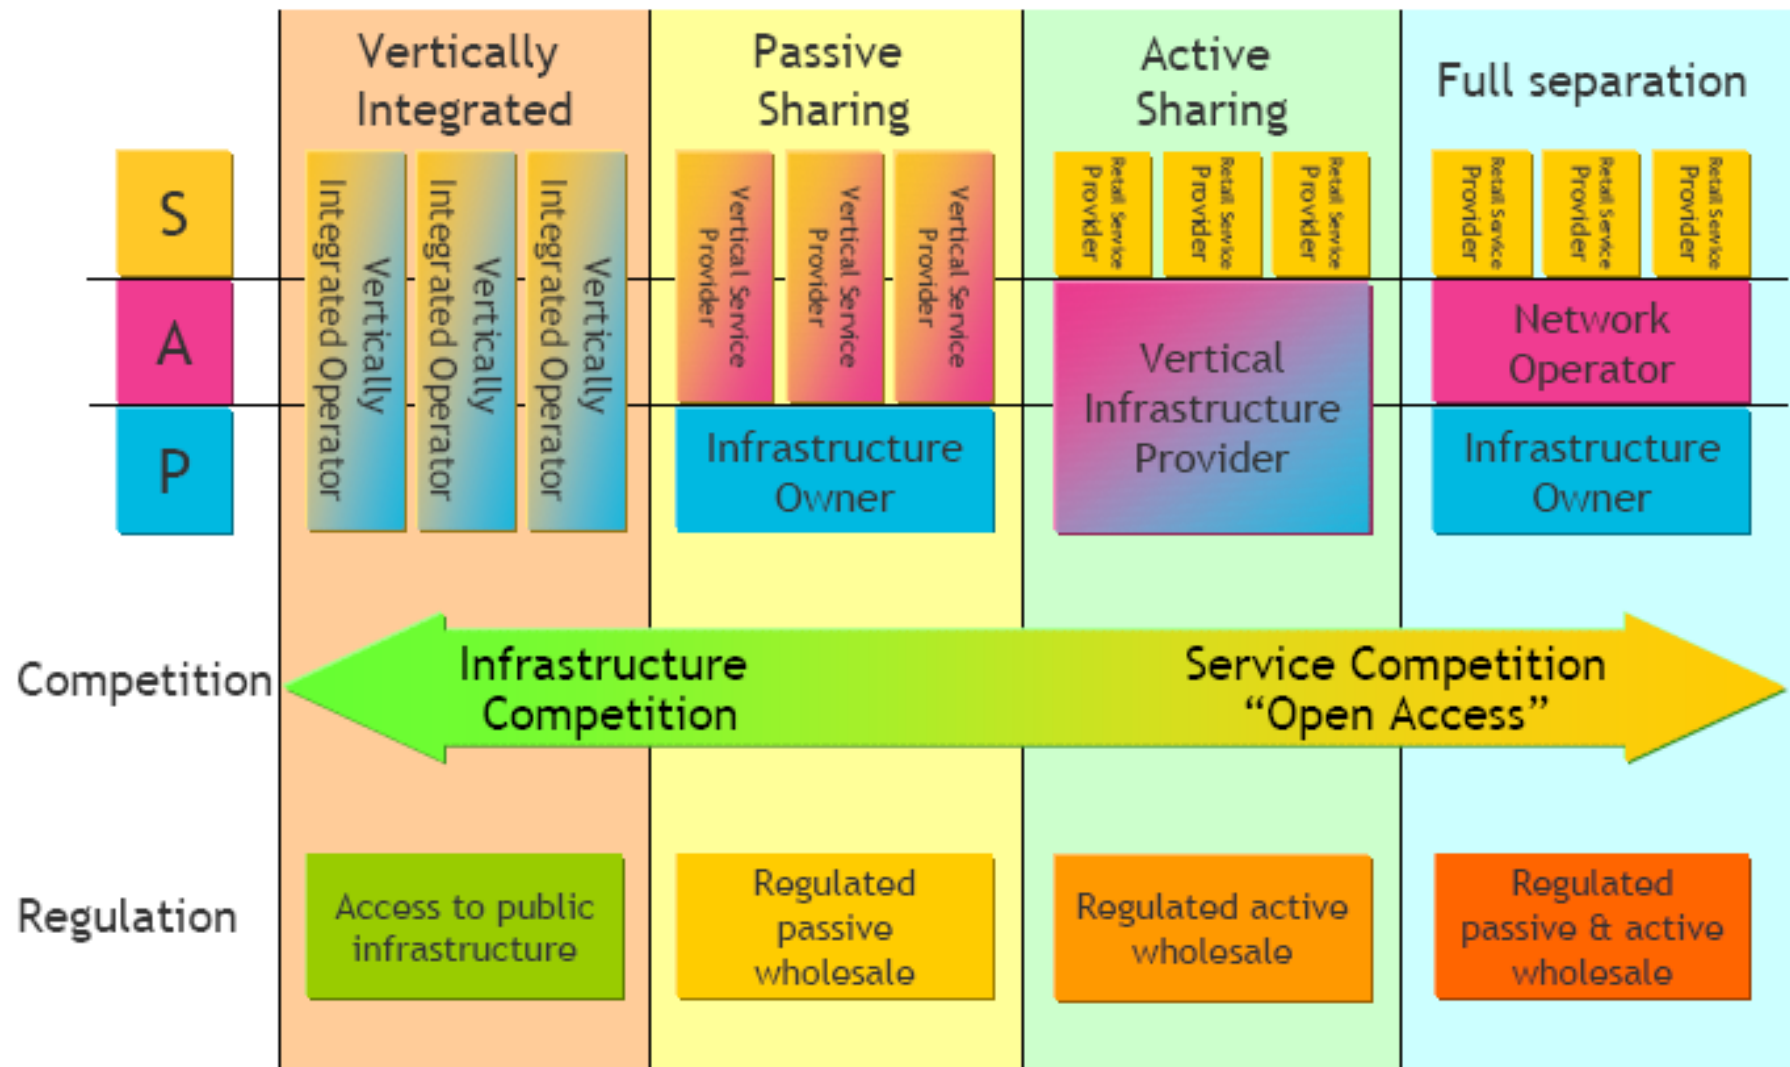 Vertically
Integrated
Passive
Sharing
Active
Sharing
Full separation
S
A
P
Vertically
Integrated Operator
Vertically
Integrated Operator
Vertically
Integrated Operator
Vertical Service
Provider
Vertical Service
Provider
Vertical Service
Provider
Infrastructure
Owner
Retail Service
Provider
Retail Service
Provider
Retail Service
Provider
Vertical
Infrastructure
Provider
Retail Service
Provider
Retail Service
Provider
Retail Service
Provider
Network
Operator
Infrastructure
Owner
Competition
Infrastructure
Competition
Service Competition
“Open Access”
Regulation
Access to public
infrastructure
Regulated
passive
wholesale
Regulated active
wholesale
Regulated
passive & active
wholesale